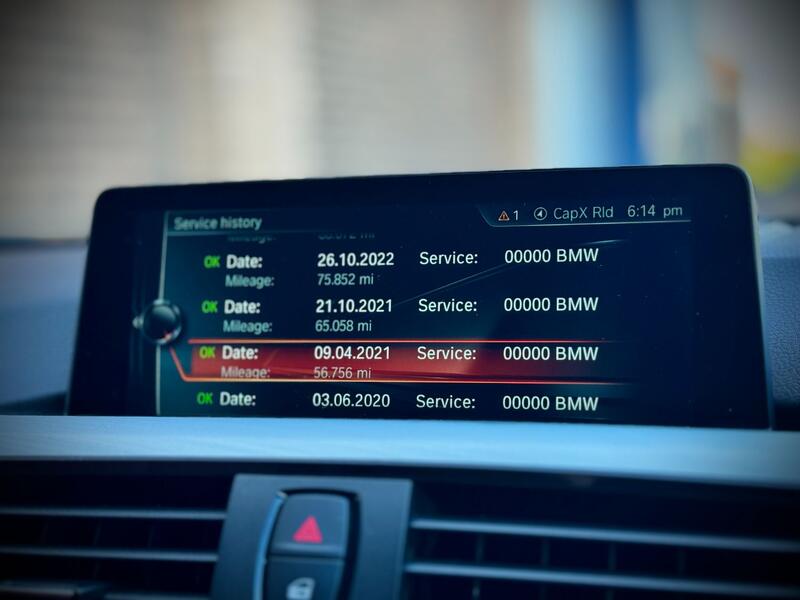 Service history
1 CapX Rld 6:14 pm
Mileage: mi
OK Date: 26.10.2022 Service: 00000 BMW
Mileage: 75.852 mi
OK Date: 21.10.2021 Service: 00000 BMW
Mileage: 65.058 mi
OK Date: 09.04.2021 Service: 00000 BMW
Mileage: 56.756 mi
OK Date: 03.06.2020 Service: 00000 BMW